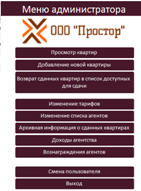 Меню администратора
ООО "Простор"
Просмотр квартир
Добавление новой квартиры
Возврат сданных квартир в список доступных
для сдачи
Изменение тарифов
Изменение списка агентов
Архивная информация о сданных квартирах
Доходы агентства
Вознаграждения агентов
Смена пользователя
Выход